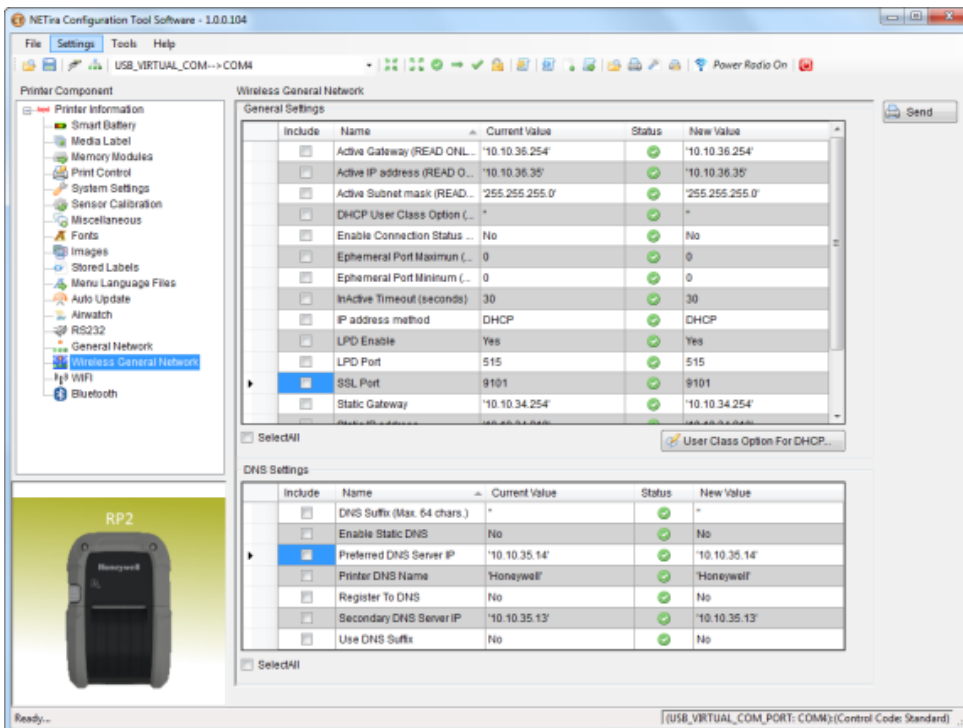 NETira Configuration Tool Software - 1.0.0.104
File Settings Tools Help
USB_VIRTUAL_COM-->COM4 Power Radio On
Printer Component
Printer Information
Smart Battery
Media Label
Memory Modules
Print Control
System Settings
Sensor Calibration
Miscellaneous
Fonts
Images
Stored Labels
Menu Language Files
Auto Update
Airwatch
RS232
General Network
Wireless General Network
WIFI
Bluetooth
RP2
Honeywell
Wireless General Network
General Settings
Include Name Current Value Status New Value
Active Gateway (READ ONL... '10.10.36.254' '10.10.36.254'
Active IP address (READ O... '10.10.36.35' '10.10.36.35'
Active Subnet mask (READ... '255.255.255.0' '255.255.255.0'
DHCP User Class Option (... '' ''
Enable Connection Status ... No No
Ephemeral Port Maximun (... 0 0
Ephemeral Port Mininum (... 0 0
InActive Timeout (seconds) 30 30
IP address method DHCP DHCP
LPD Enable Yes Yes
LPD Port 515 515
SSL Port 9101 9101
Static Gateway '10.10.34.254' '10.10.34.254'
Static IP address
SelectAll
User Class Option For DHCP...
DNS Settings
Include Name Current Value Status New Value
DNS Suffix (Max. 64 chars.) '' ''
Enable Static DNS No No
Preferred DNS Server IP '10.10.35.14' '10.10.35.14'
Printer DNS Name 'Honeywell' 'Honeywell'
Register To DNS No No
Secondary DNS Server IP '10.10.35.13' '10.10.35.13'
Use DNS Suffix No No
SelectAll
Send
Ready...
(USB_VIRTUAL_COM_PORT: COM4):(Control Code: Standard)